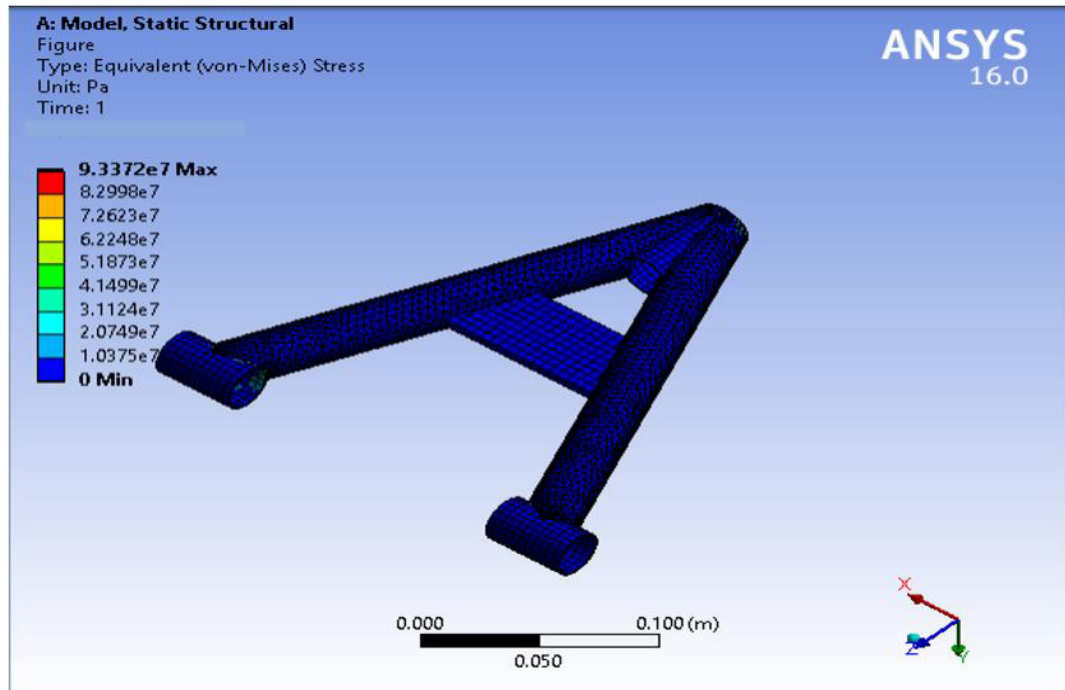 A: Model, Static Structural
Figure
Type: Equivalent (von-Mises) Stress
Unit: Pa
Time: 1
ANSYS
16.0
9.3372e7 Max
8.2998e7
7.2623e7
6.2248e7
5.1873e7
4.1499e7
3.1124e7
2.0749e7
1.0375e7
0 Min
0.000
0.100 (m)
0.050
X
Z
Y